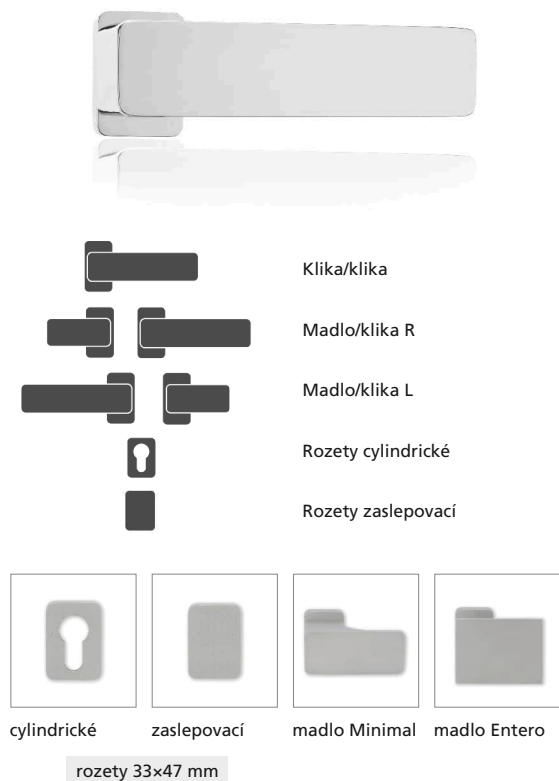 Klika/klika
Madlo/klika R
Madlo/klika L
Rozety cylindrické
Rozety zaslepovací
cylindrické
zaslepovací
madlo Minimal
madlo Entero
rozety 33×47 mm